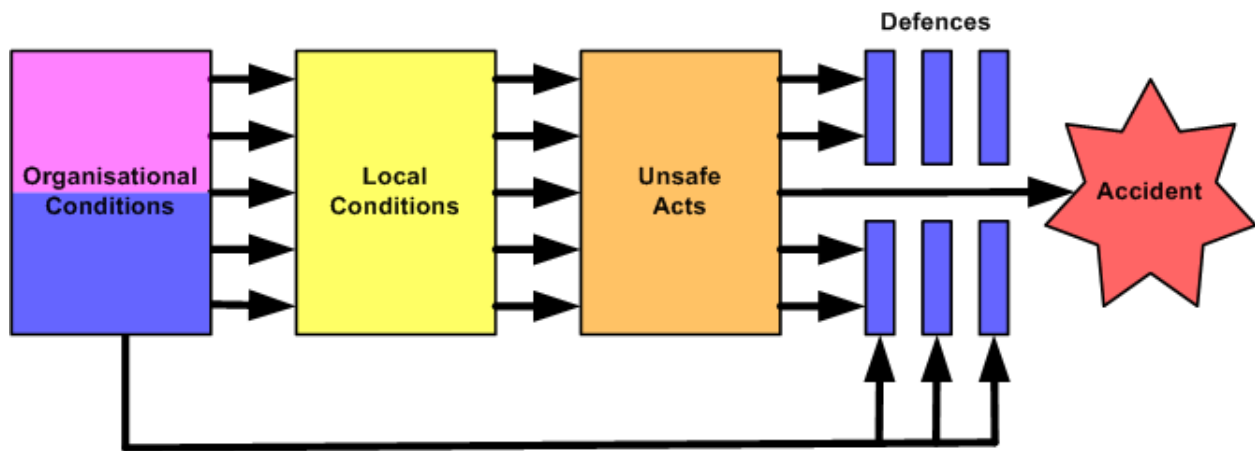 Defences
Organisational
Conditions
Local
Conditions
Unsafe
Acts
Accident